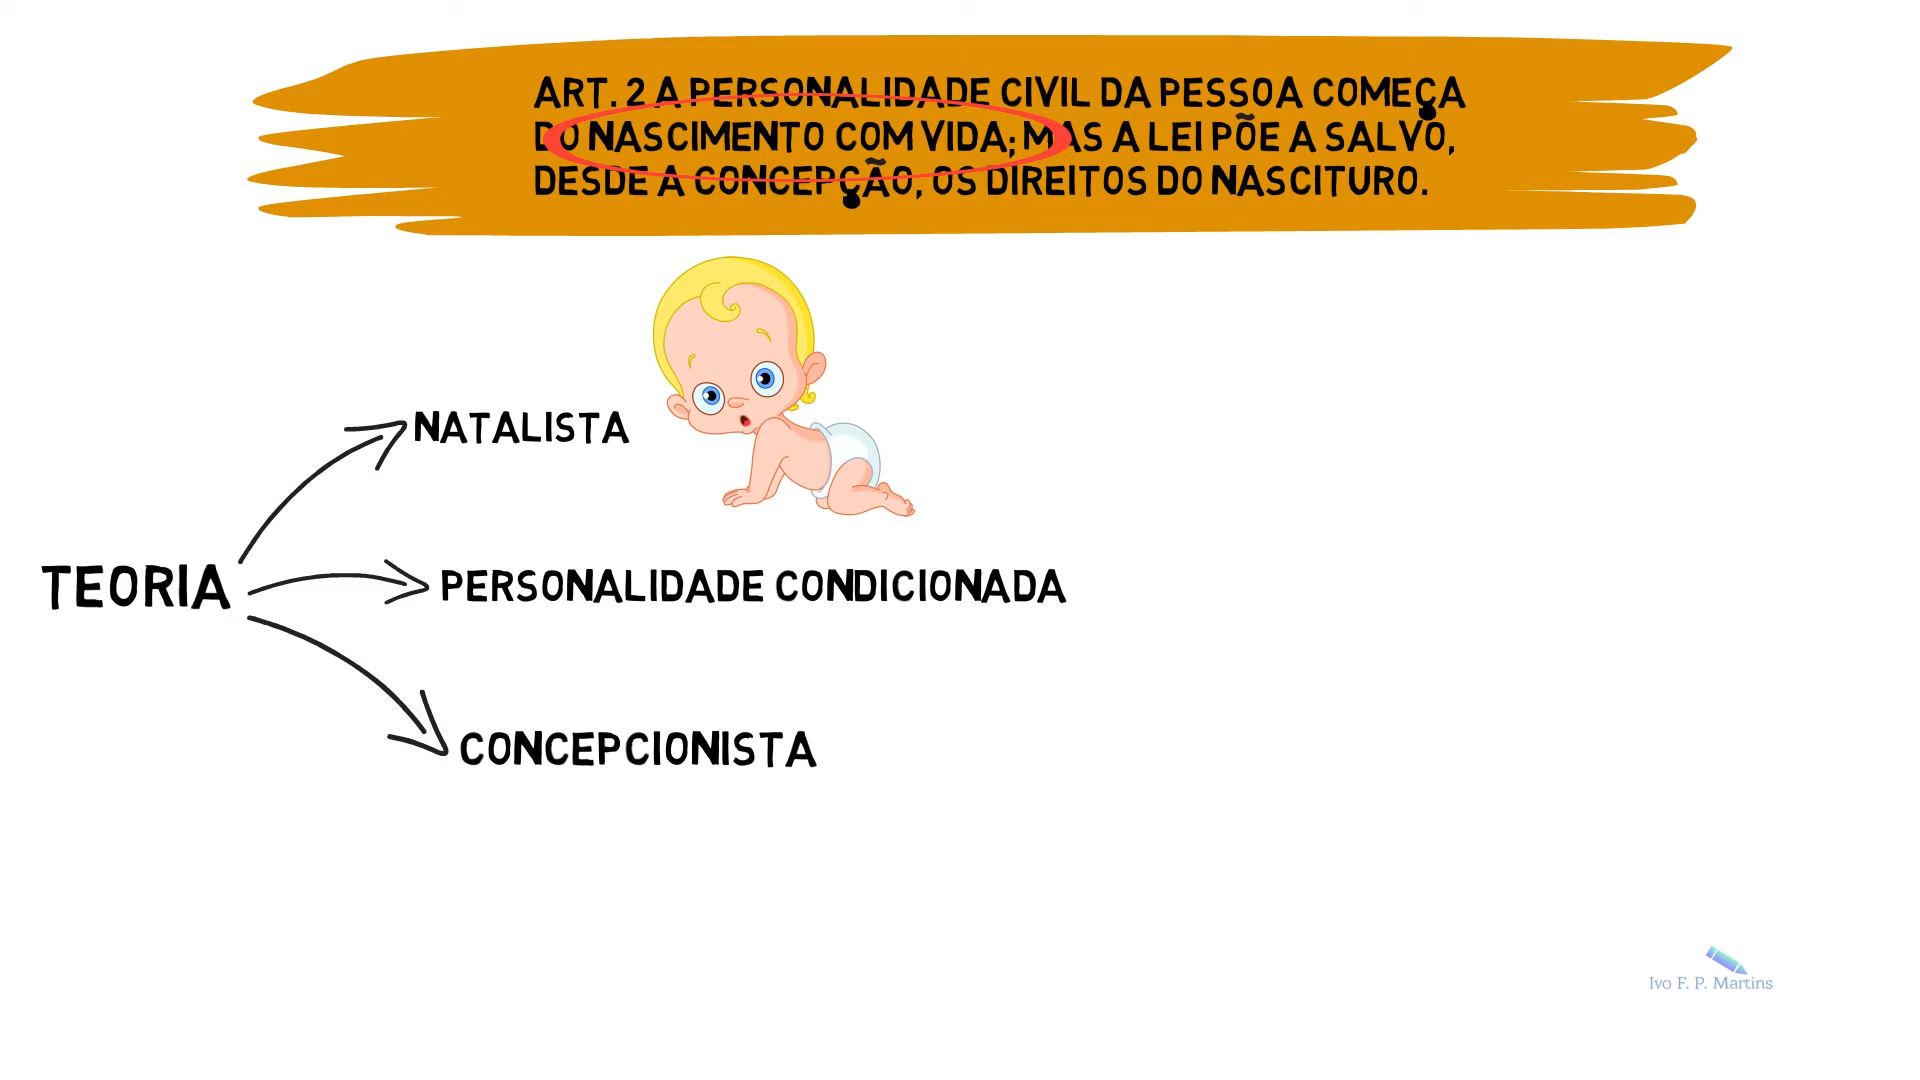 ART. 2 A PERSONALIDADE CIVIL DA PESSOA COMEÇA
DO NASCIMENTO COM VIDA; MAS A LEI PÕE A SALVO,
DESDE A CONCEPÇÃO, OS DIREITOS DO NASCITURO.
NATALISTA
TEORIA
PERSONALIDADE CONDICIONADA
CONCEPCIONISTA
Ivo F. P. Martins